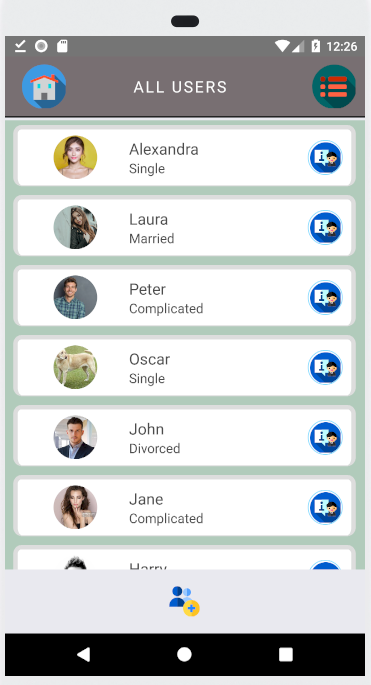 12:26
ALL USERS
Alexandra
Single
Laura
Married
Peter
Complicated
Oscar
Single
John
Divorced
Jane
Complicated
Harry